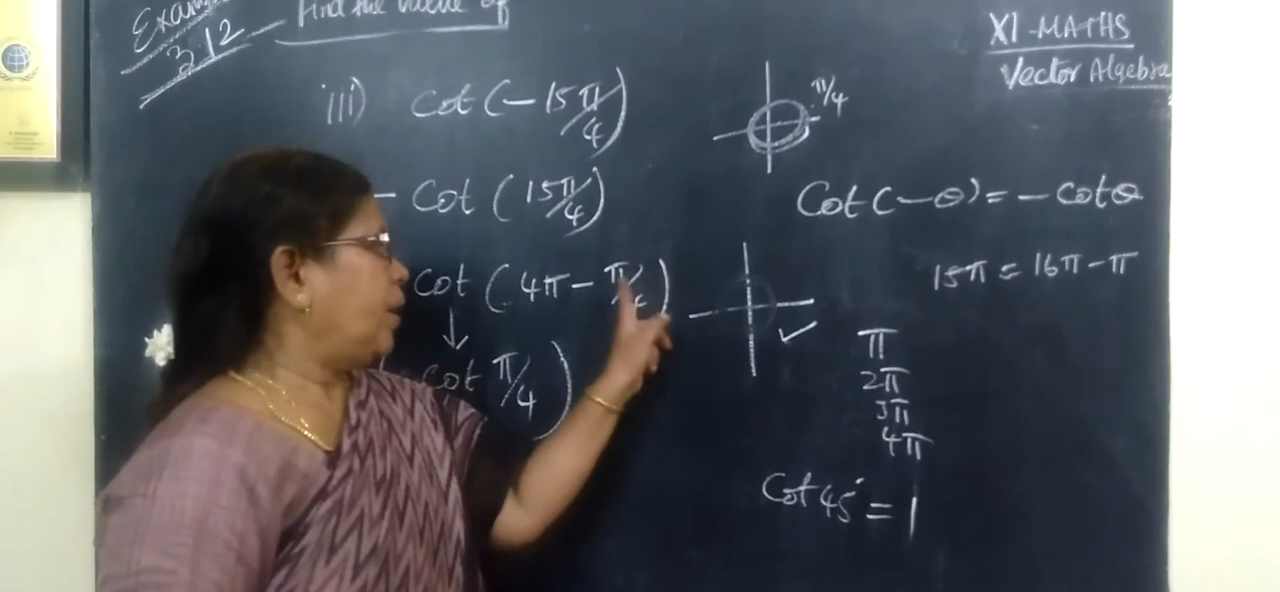 Example
3.12
Find the value of
XI-MATHS
Vector Algebra
iii) cot (-15π/4)
π/4
- cot (15π/4)
Cot(-θ) = -cotθ
cot (4π - π/4)
15π = 16π - π
π
2π
3π
4π
cot π/4)
Cot 45° = 1